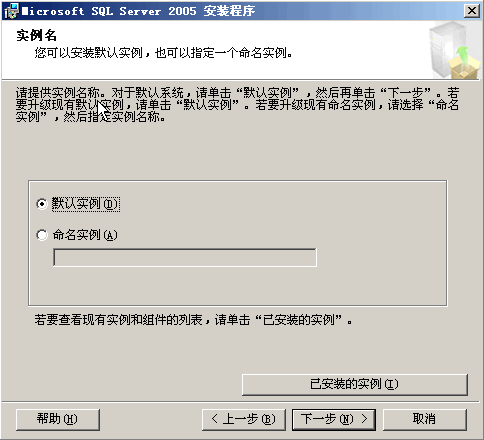 Microsoft SQL Server 2005 安装程序
实例名
您可以安装默认实例，也可以指定一个命名实例。
请提供实例名称。对于默认系统，请单击“默认实例”，然后再单击“下一步”。若
要升级现有默认实例，请单击“默认实例”。若要升级现有命名实例，请选择“命名
实例”，然后指定实例名称。
默认实例(D)
命名实例(A)
若要查看现有实例和组件的列表，请单击“已安装的实例”。
已安装的实例(I)
帮助(H)
< 上一步(B)
下一步(N) >
取消